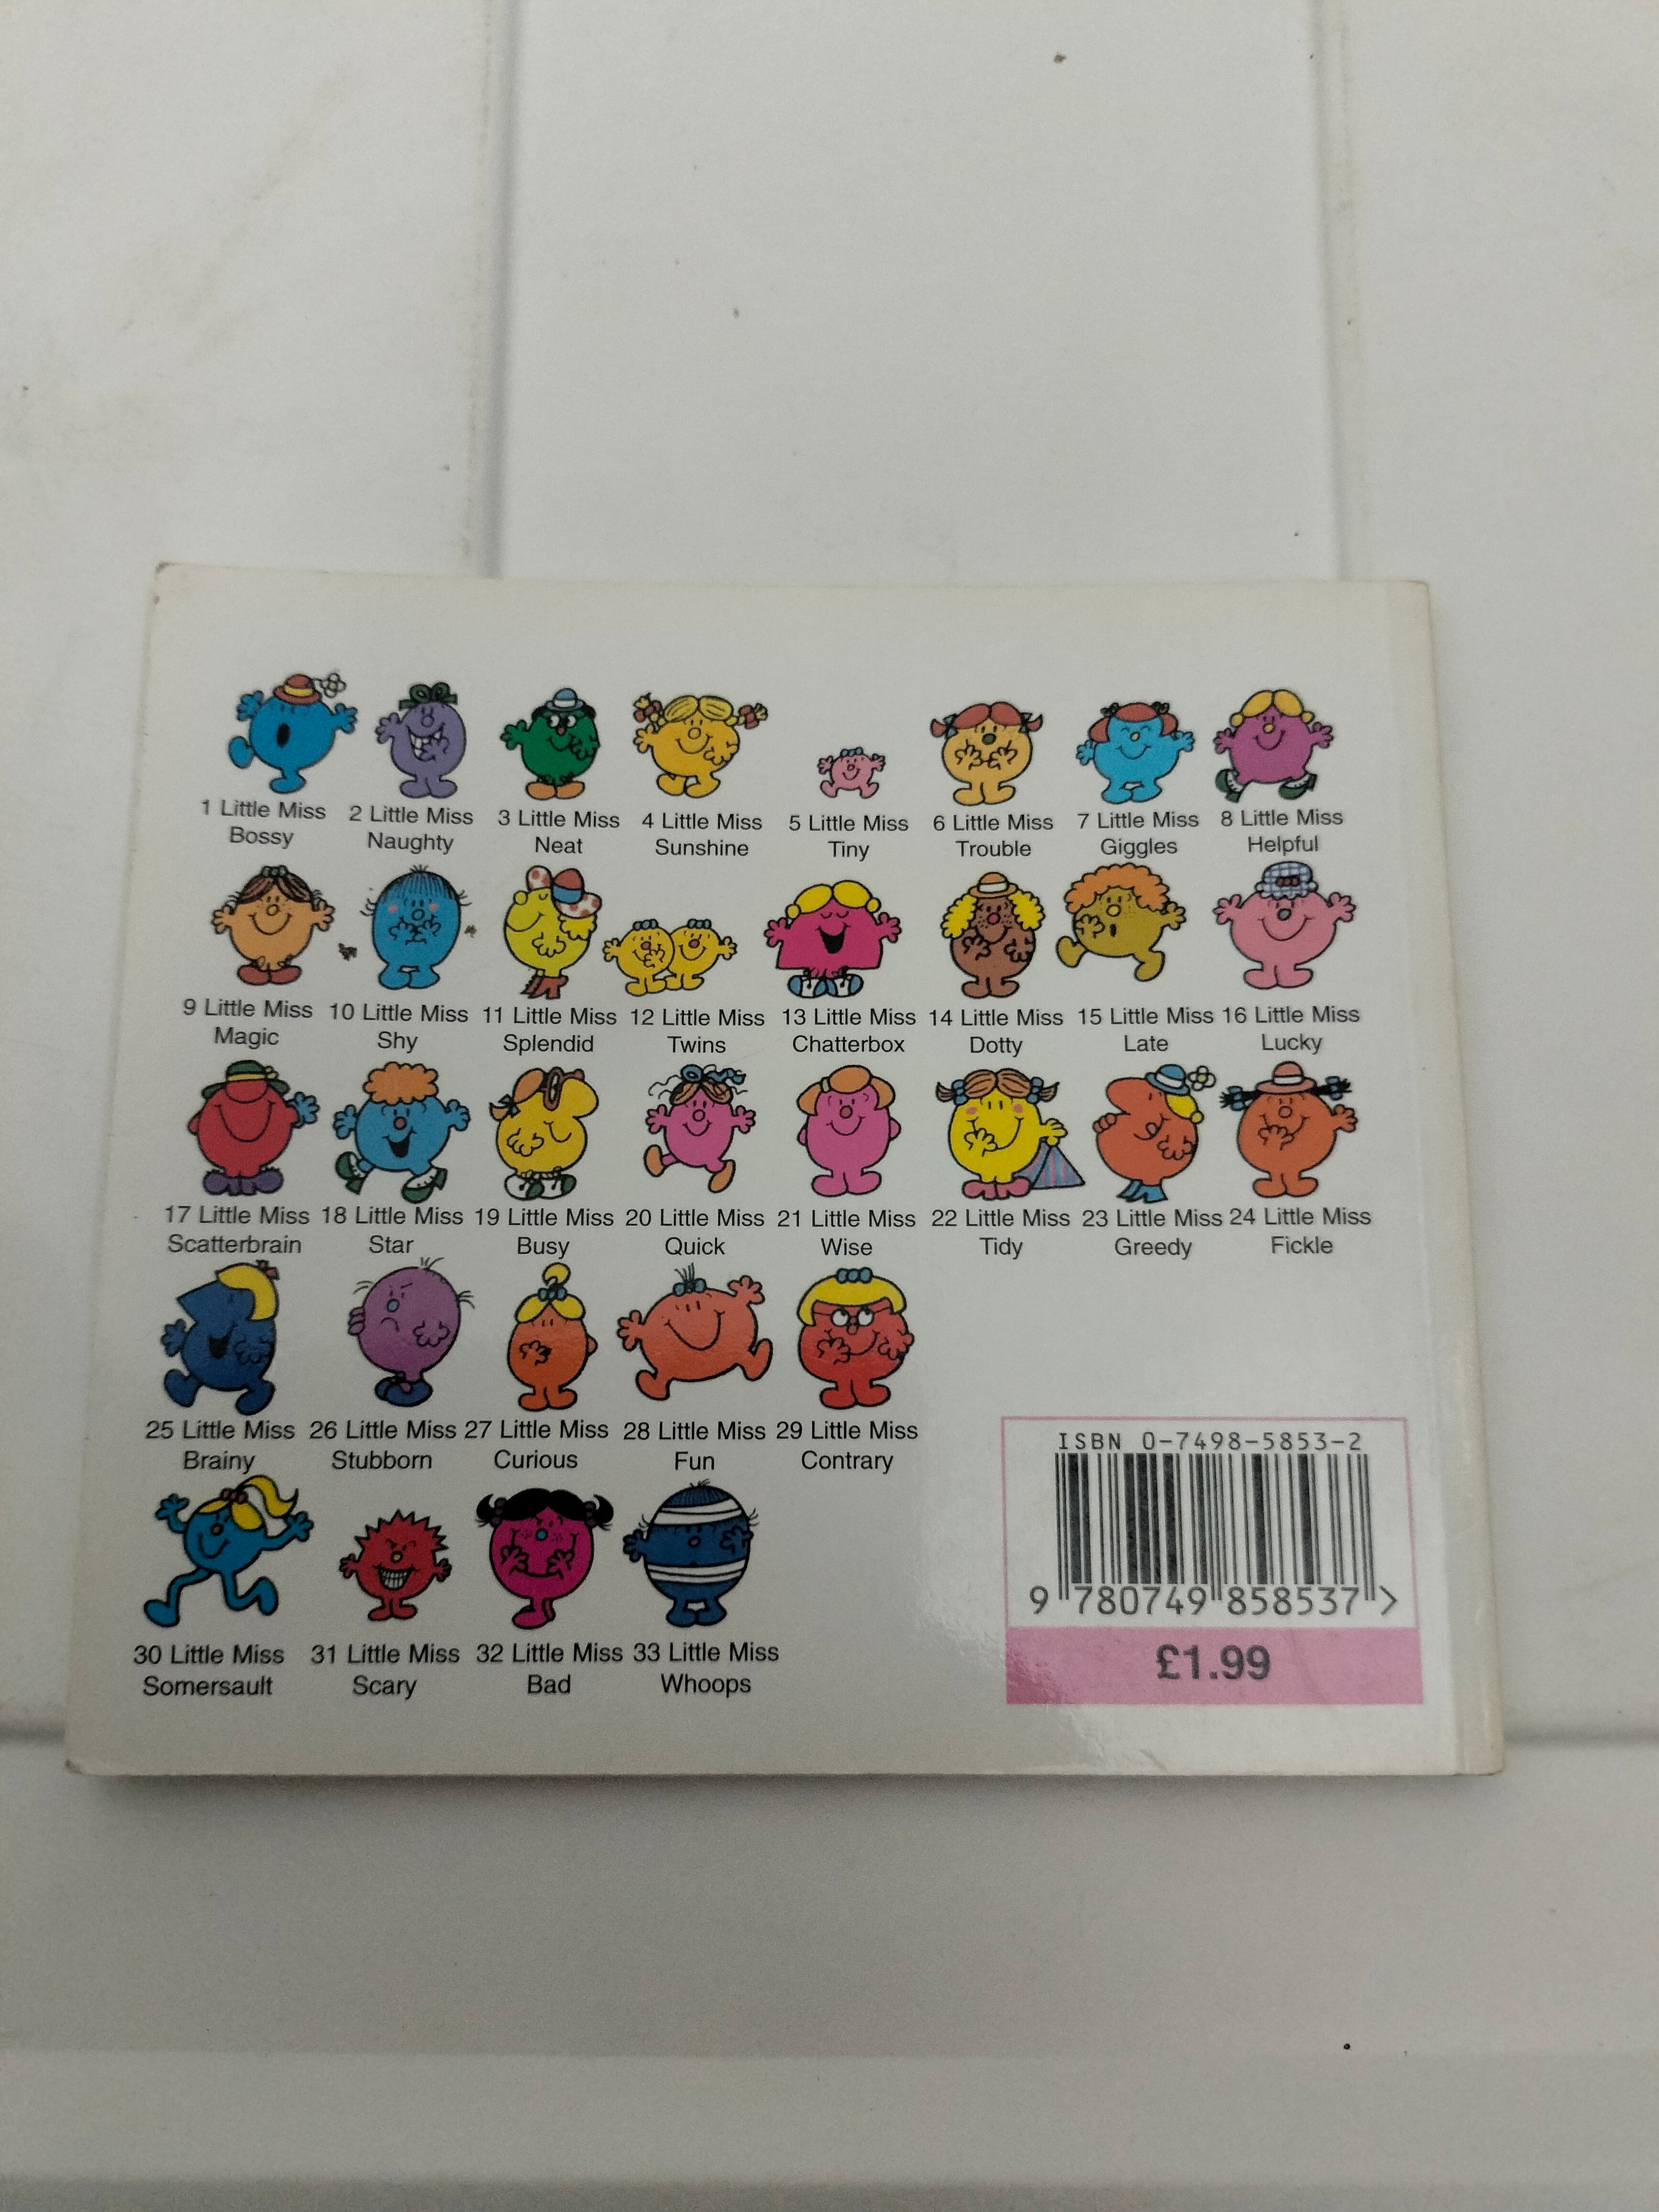 1 Little Miss
Bossy
2 Little Miss
Naughty
3 Little Miss
Neat
4 Little Miss
Sunshine
5 Little Miss
Tiny
6 Little Miss
Trouble
7 Little Miss
Giggles
8 Little Miss
Helpful
9 Little Miss
Magic
10 Little Miss
Shy
11 Little Miss
Splendid
12 Little Miss
Twins
13 Little Miss
Chatterbox
14 Little Miss
Dotty
15 Little Miss
Late
16 Little Miss
Lucky
17 Little Miss
Scatterbrain
18 Little Miss
Star
19 Little Miss
Busy
20 Little Miss
Quick
21 Little Miss
Wise
22 Little Miss
Tidy
23 Little Miss
Greedy
24 Little Miss
Fickle
25 Little Miss
Brainy
26 Little Miss
Stubborn
27 Little Miss
Curious
28 Little Miss
Fun
29 Little Miss
Contrary
30 Little Miss
Somersault
31 Little Miss
Scary
32 Little Miss
Bad
33 Little Miss
Whoops
ISBN 0-7498-5853-2
9 780749 858537 >
£1.99